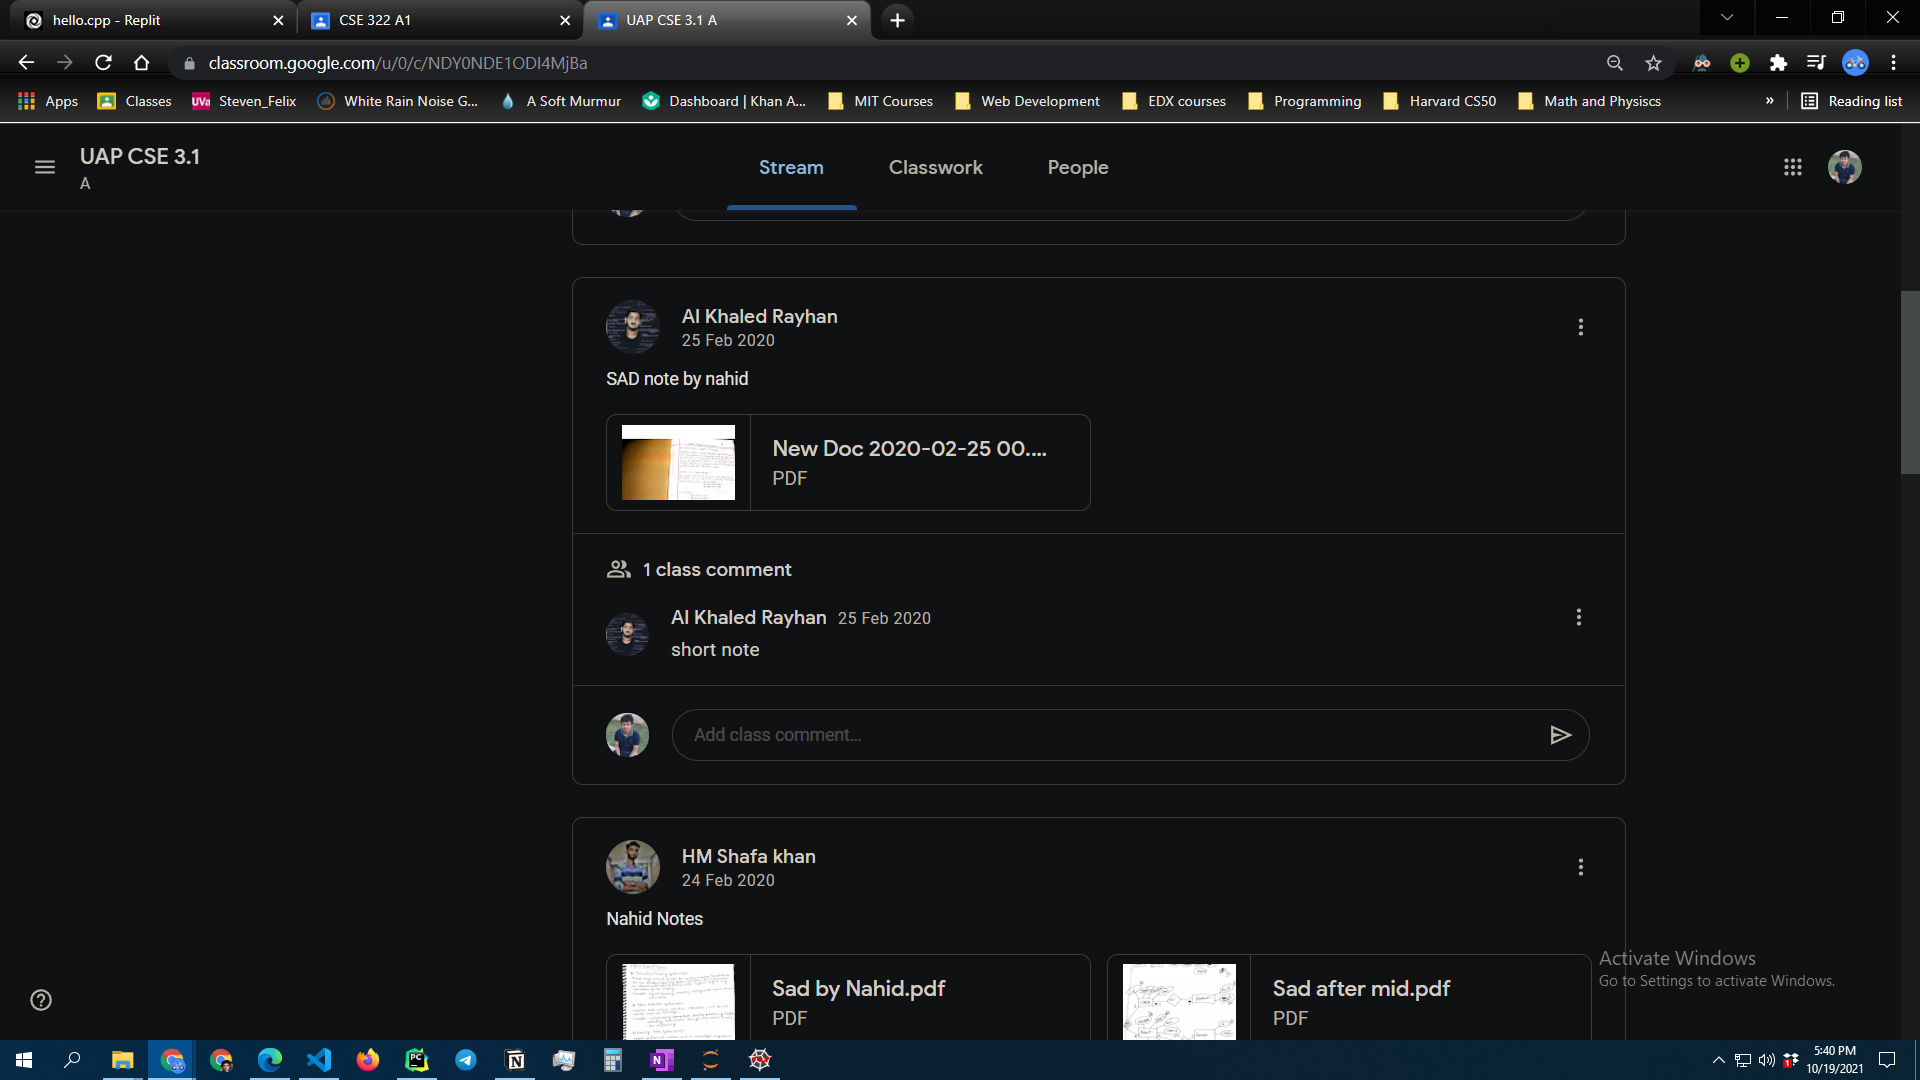 hello.cpp - Replit
CSE 322 A1
UAP CSE 3.1 A
classroom.google.com/u/0/c/NDY0NDE1ODI4MjBa
Apps
Classes
UVa
Steven_Felix
White Rain Noise G...
A Soft Murmur
Dashboard | Khan A...
MIT Courses
Web Development
EDX courses
Programming
Harvard CS50
Math and Physiscs
»
Reading list
UAP CSE 3.1
A
Stream
Classwork
People
Al Khaled Rayhan
25 Feb 2020
SAD note by nahid
New Doc 2020-02-25 00....
PDF
1 class comment
Al Khaled Rayhan 25 Feb 2020
short note
Add class comment...
HM Shafa khan
24 Feb 2020
Nahid Notes
Sad by Nahid.pdf
PDF
Sad after mid.pdf
PDF
Activate Windows
Go to Settings to activate Windows.
5:40 PM
10/19/2021